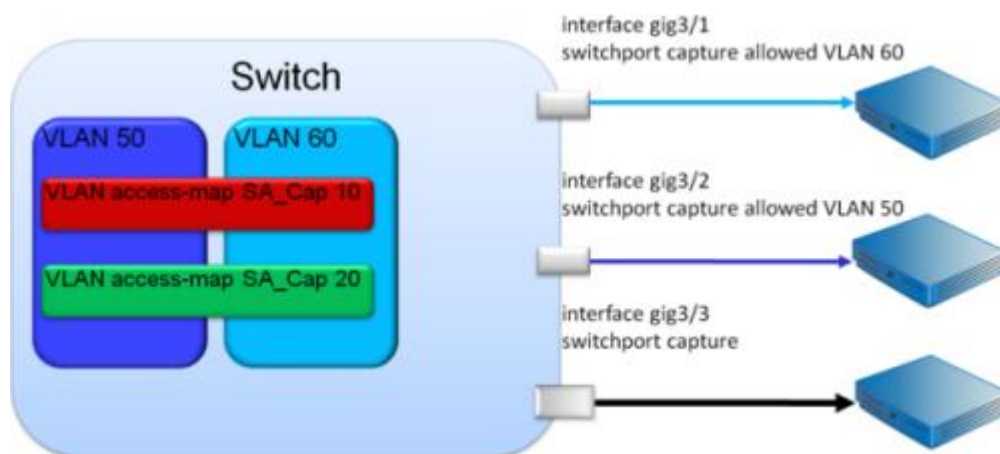 Switch
VLAN 50
VLAN 60
VLAN access-map SA_Cap 10
VLAN access-map SA_Cap 20
interface gig3/1
switchport capture allowed VLAN 60
interface gig3/2
switchport capture allowed VLAN 50
interface gig3/3
switchport capture